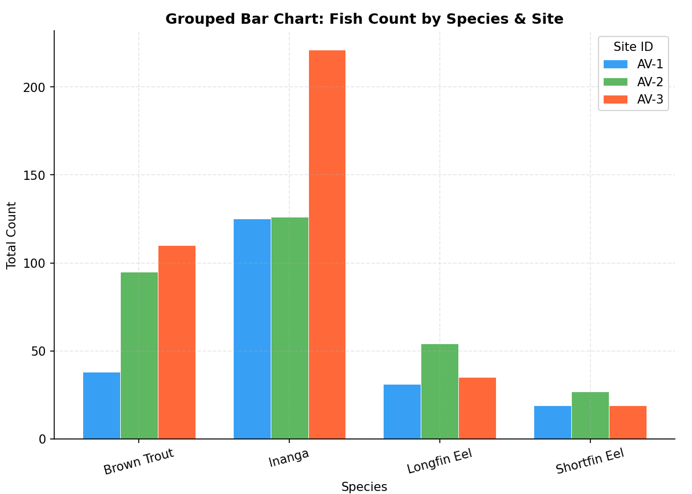 Grouped Bar Chart: Fish Count by Species & Site
Site ID
AV-1
AV-2
AV-3
Total Count
200
150
100
50
0
Brown Trout
Inanga
Longfin Eel
Shortfin Eel
Species